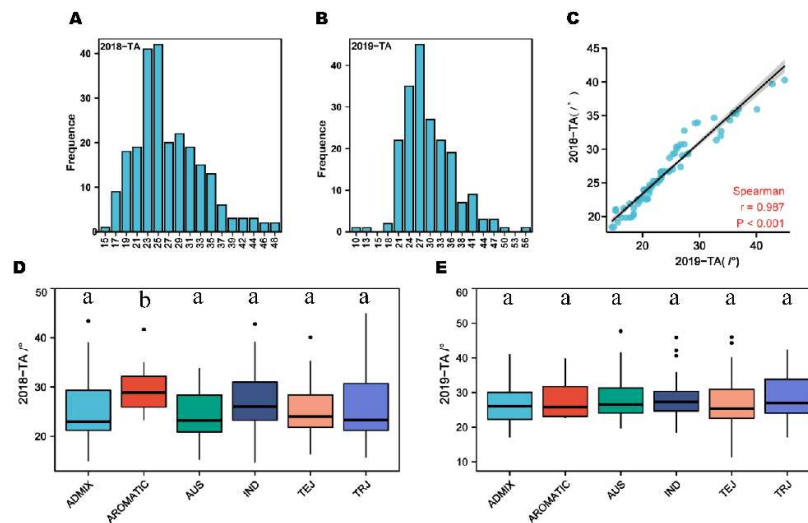 A
2018-TA
Frequence
40
30
20
10
0
15 17 19 21 23 25 27 29 31 33 35 37 39 42 44 46 48
B
2019-TA
Frequence
40
30
20
10
0
10 13 15 18 21 24 27 30 33 36 38 41 44 47 50 53 56
C
2018-TA( /°)
45
40
35
30
25
20
Spearman
r = 0.987
P < 0.001
20 30 40
2019-TA( /°)
D
2018-TA /°
50
40
30
20
a b a a a a
ADMIX AROMATIC AUS IND TEJ TRJ
E
2019-TA /°
60
50
40
30
20
10
a a a a a a
ADMIX AROMATIC AUS IND TEJ TRJ